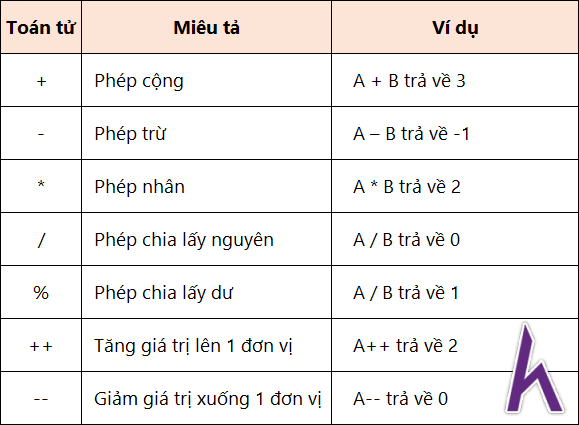 Toán tử Miêu tả Ví dụ
+ Phép cộng A + B trả về 3
- Phép trừ A – B trả về -1
* Phép nhân A * B trả về 2
/ Phép chia lấy nguyên A / B trả về 0
% Phép chia lấy dư A / B trả về 1
++ Tăng giá trị lên 1 đơn vị A++ trả về 2
-- Giảm giá trị xuống 1 đơn vị A-- trả về 0